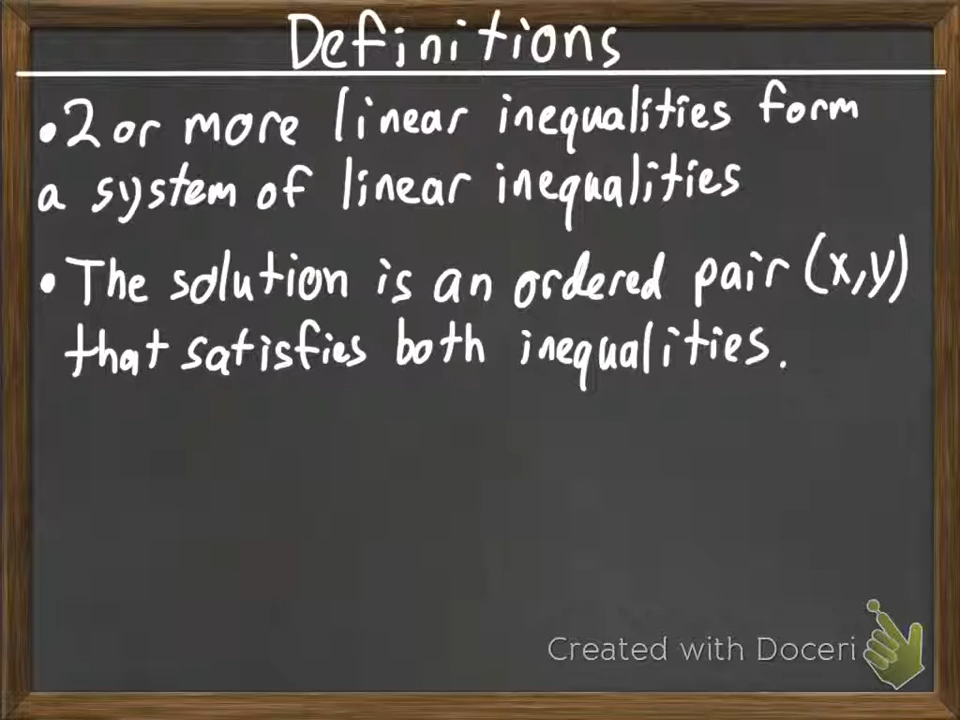 Definitions
• 2 or more linear inequalities form
a system of linear inequalities
• The solution is an ordered pair (x,y)
that satisfies both inequalities.
Created with Doceri